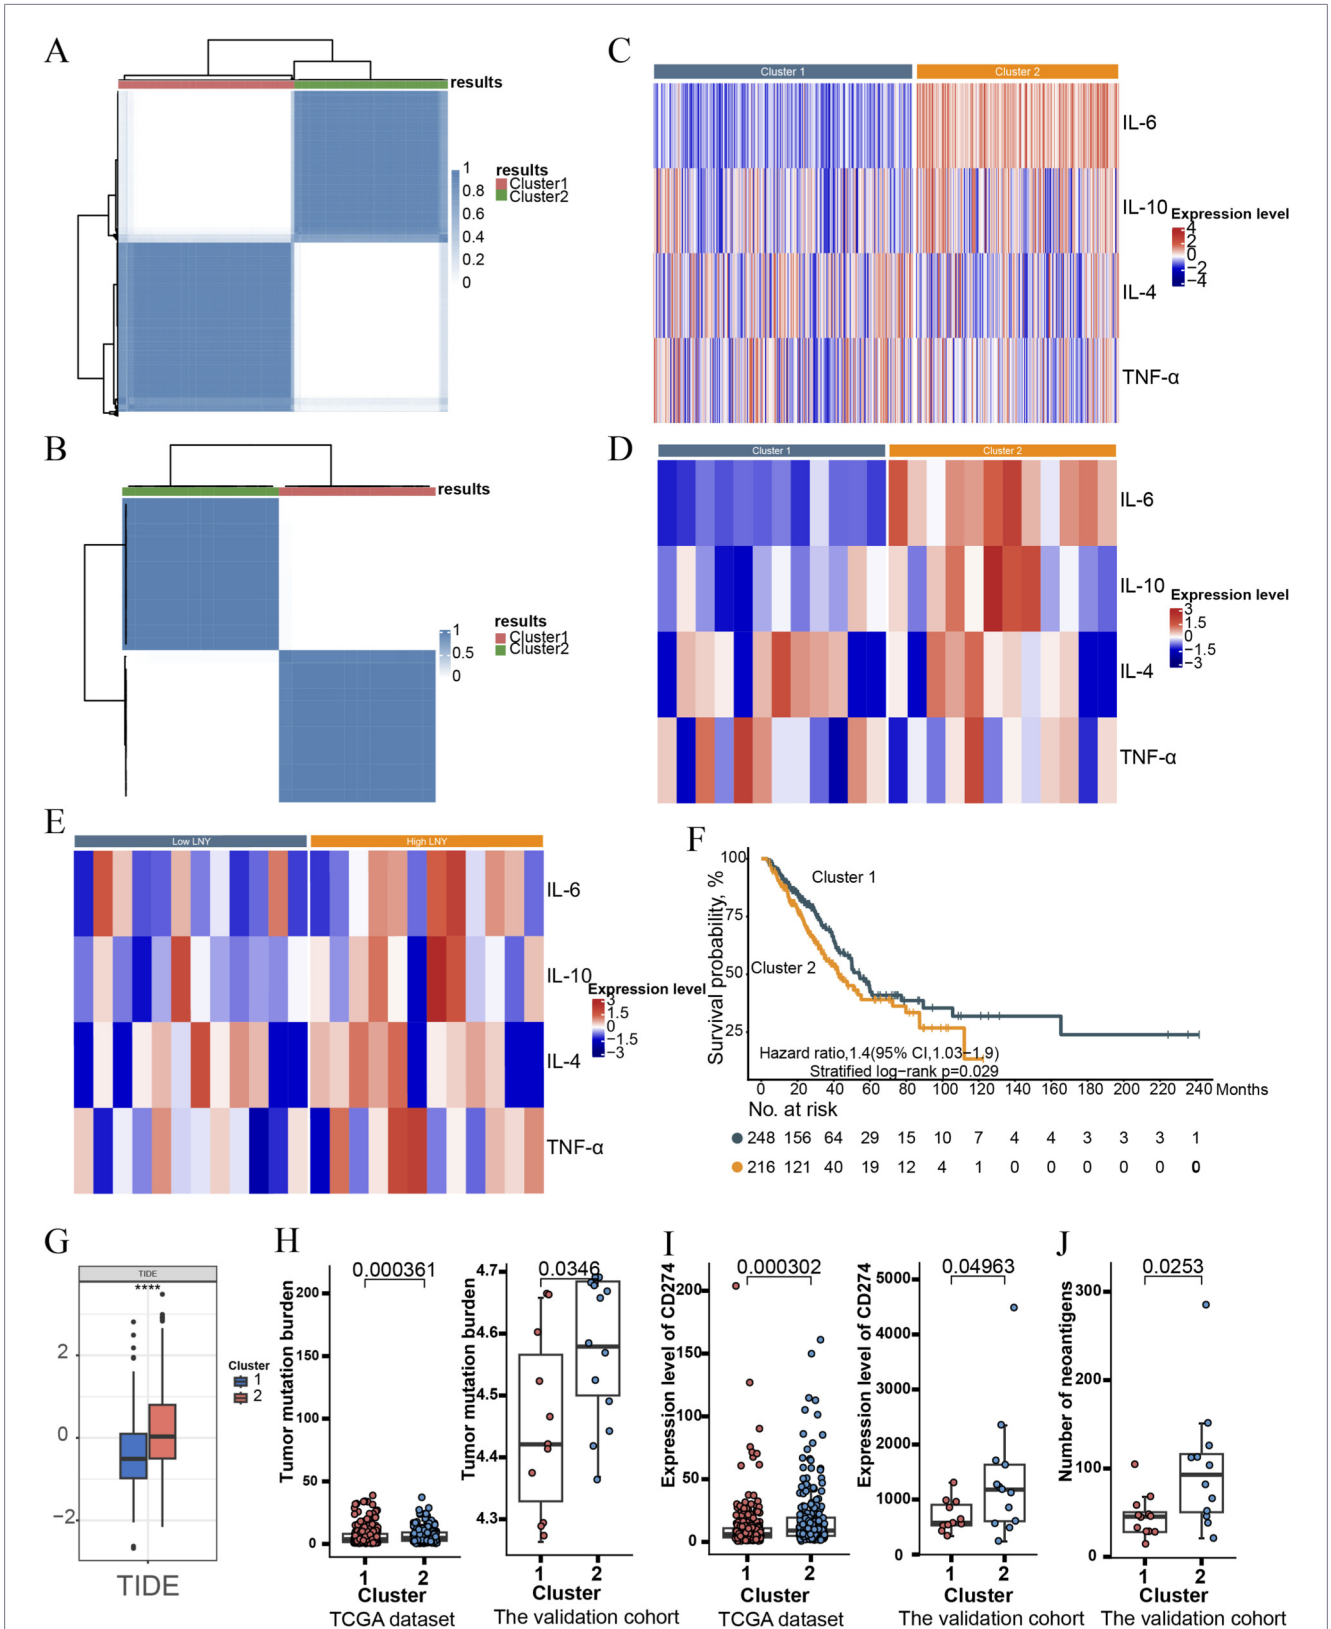 A
results
1
0.8
0.6
0.4
0.2
0
results
Cluster1
Cluster2
B
results
1
0.5
0
results
Cluster1
Cluster2
C
Cluster 1
Cluster 2
IL-6
IL-10
IL-4
TNF-α
Expression level
4
2
0
−2
−4
D
Cluster 1
Cluster 2
IL-6
IL-10
IL-4
TNF-α
Expression level
3
1.5
0
−1.5
−3
E
Low LNY
High LNY
IL-6
IL-10
IL-4
TNF-α
Expression level
3
1.5
0
−1.5
−3
F
Survival probability, %
100
75
50
25
Cluster 1
Cluster 2
Hazard ratio,1.4(95% CI,1.03−1.9)
Stratified log−rank p=0.029
0 20 40 60 80 100 120 140 160 180 200 220 240 Months
No. at risk
248 156 64 29 15 10 7 4 4 3 3 3 1
216 121 40 19 12 4 1 0 0 0 0 0 0
G
TIDE
****
2
0
−2
TIDE
Cluster
1
2
H
Tumor mutation burden
200
150
100
50
0
0.000361
1 2
Cluster
TCGA dataset
Tumor mutation burden
4.7
4.6
4.5
4.4
4.3
0.0346
1 2
Cluster
The validation cohort
I
Expression level of CD274
200
150
100
50
0
0.000302
1 2
Cluster
TCGA dataset
Expression level of CD274
5000
4000
3000
2000
1000
0
0.04963
1 2
Cluster
The validation cohort
J
Number of neoantigens
300
200
100
0
0.0253
1 2
Cluster
The validation cohort